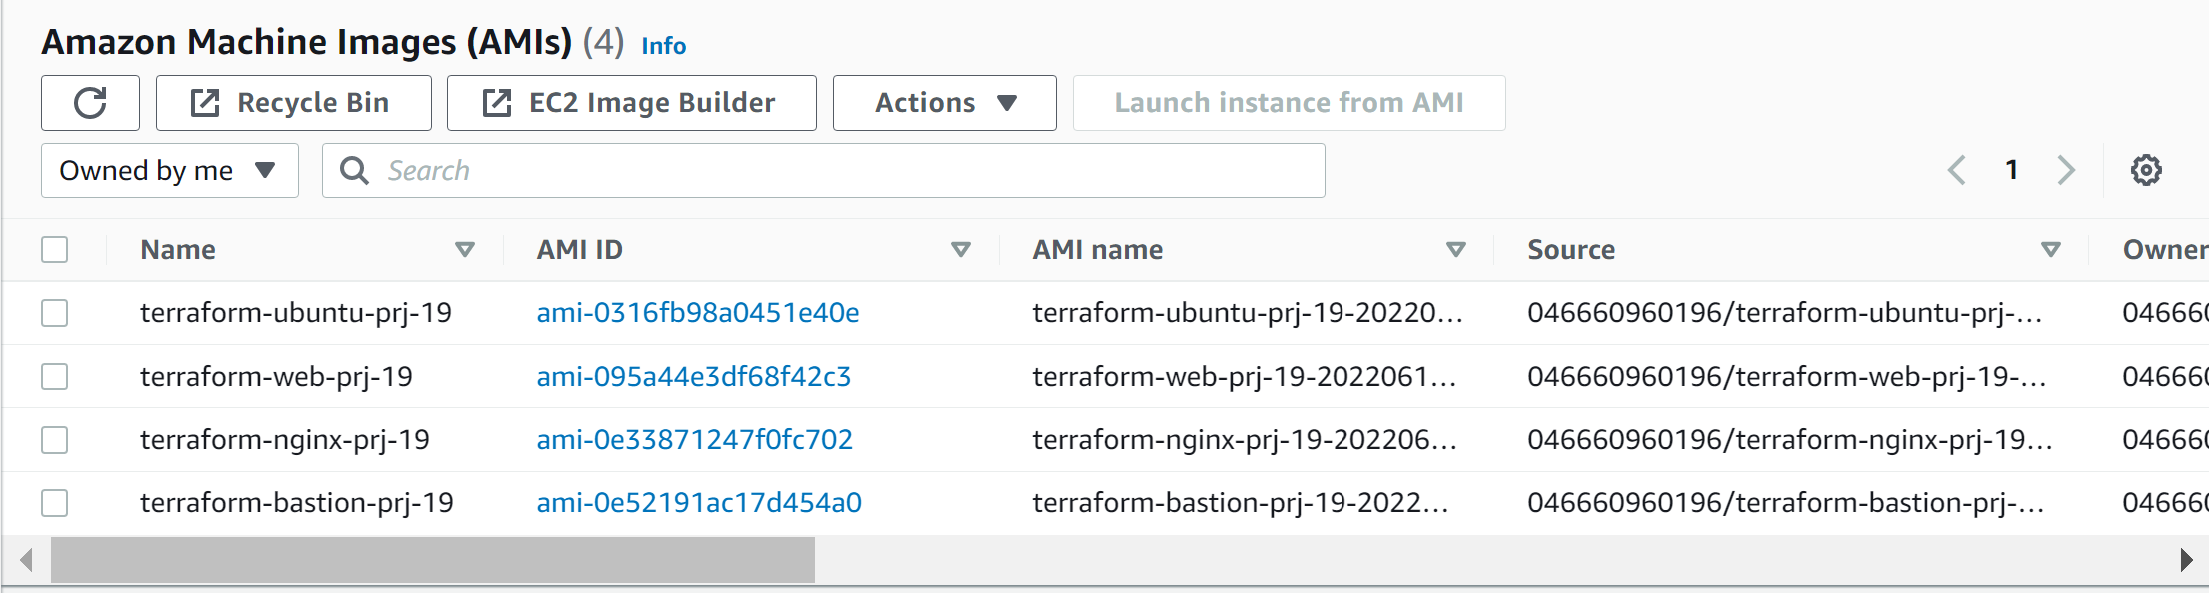 Amazon Machine Images (AMIs) (4) Info
Recycle Bin EC2 Image Builder Actions Launch instance from AMI
Owned by me Search 1
Name AMI ID AMI name Source Owner
terraform-ubuntu-prj-19 ami-0316fb98a0451e40e terraform-ubuntu-prj-19-20220... 046660960196/terraform-ubuntu-prj-... 04666
terraform-web-prj-19 ami-095a44e3df68f42c3 terraform-web-prj-19-2022061... 046660960196/terraform-web-prj-19-... 04666
terraform-nginx-prj-19 ami-0e33871247f0fc702 terraform-nginx-prj-19-202206... 046660960196/terraform-nginx-prj-19... 04666
terraform-bastion-prj-19 ami-0e52191ac17d454a0 terraform-bastion-prj-19-2022... 046660960196/terraform-bastion-prj-... 04666